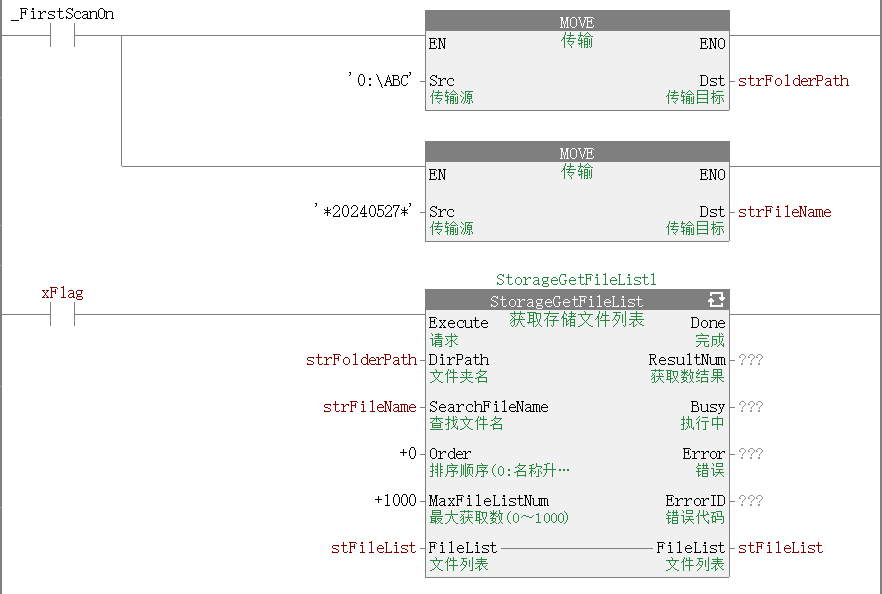 _FirstScanOn
MOVE
EN 传输 ENO
'0:\ABC' Src Dst strFolderPath
传输源 传输目标
MOVE
EN 传输 ENO
'*20240527*' Src Dst strFileName
传输源 传输目标
StorageGetFileList1
xFlag StorageGetFileList
Execute 获取存储文件列表 Done
请求 完成
strFolderPath DirPath ResultNum ???
文件夹名 获取数结果
strFileName SearchFileName Busy ???
查找文件名 执行中
+0 Order Error ???
排序顺序(0:名称升… 错误
+1000 MaxFileListNum ErrorID ???
最大获取数(0～1000) 错误代码
stFileList FileList FileList stFileList
文件列表 文件列表